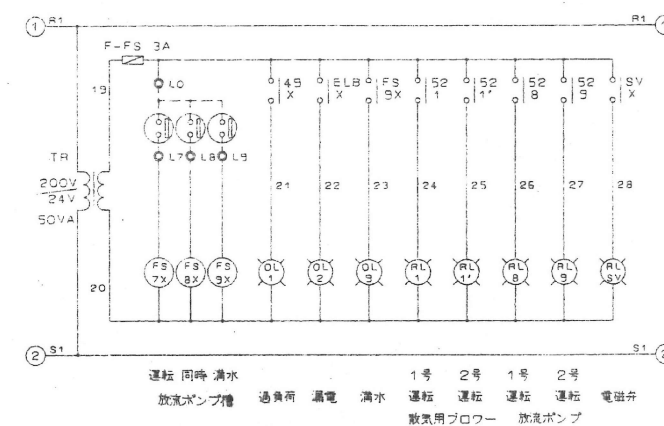 1 R1 R1 1
F-FS 3A
L0 49 X ELB X FS 9X 52 1 52 1' 52 8 52 9 SV X
19
L7 L8 L9
TR
200V
24V
50VA
21 22 23 24 25 26 27 28
FS 7X FS 8X FS 9X OL 1 OL 2 OL 3 RL 1 RL 1' RL 8 RL 9 RL SV
20
2 S1 S1 2
運転 同時 満水 1号 2号 1号 2号
放流ポンプ槽 過負荷 漏電 満水 運転 運転 運転 運転 電磁弁
散気用ブロワー 放流ポンプ